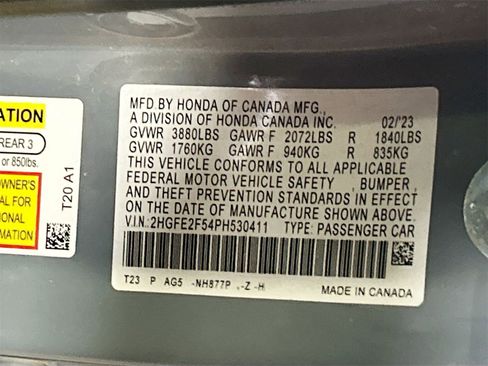 ATION
REAR 3
or 850lbs.
OWNER'S
AL FOR
IONAL
RMATION
T20 A1
MFD.BY HONDA OF CANADA MFG.,
A DIVISION OF HONDA CANADA INC. 02/'23
GVWR 3880LBS GAWR F 2072LBS R 1840LBS
GVWR 1760KG GAWR F 940KG R 835KG
THIS VEHICLE CONFORMS TO ALL APPLICABLE
FEDERAL MOTOR VEHICLE SAFETY , BUMPER ,
AND THEFT PREVENTION STANDARDS IN EFFECT
ON THE DATE OF MANUFACTURE SHOWN ABOVE.
V.I.N.:2HGFE2F54PH530411 TYPE: PASSENGER CAR
T23 P AG5 -NH877P .-Z -H
MADE IN CANADA